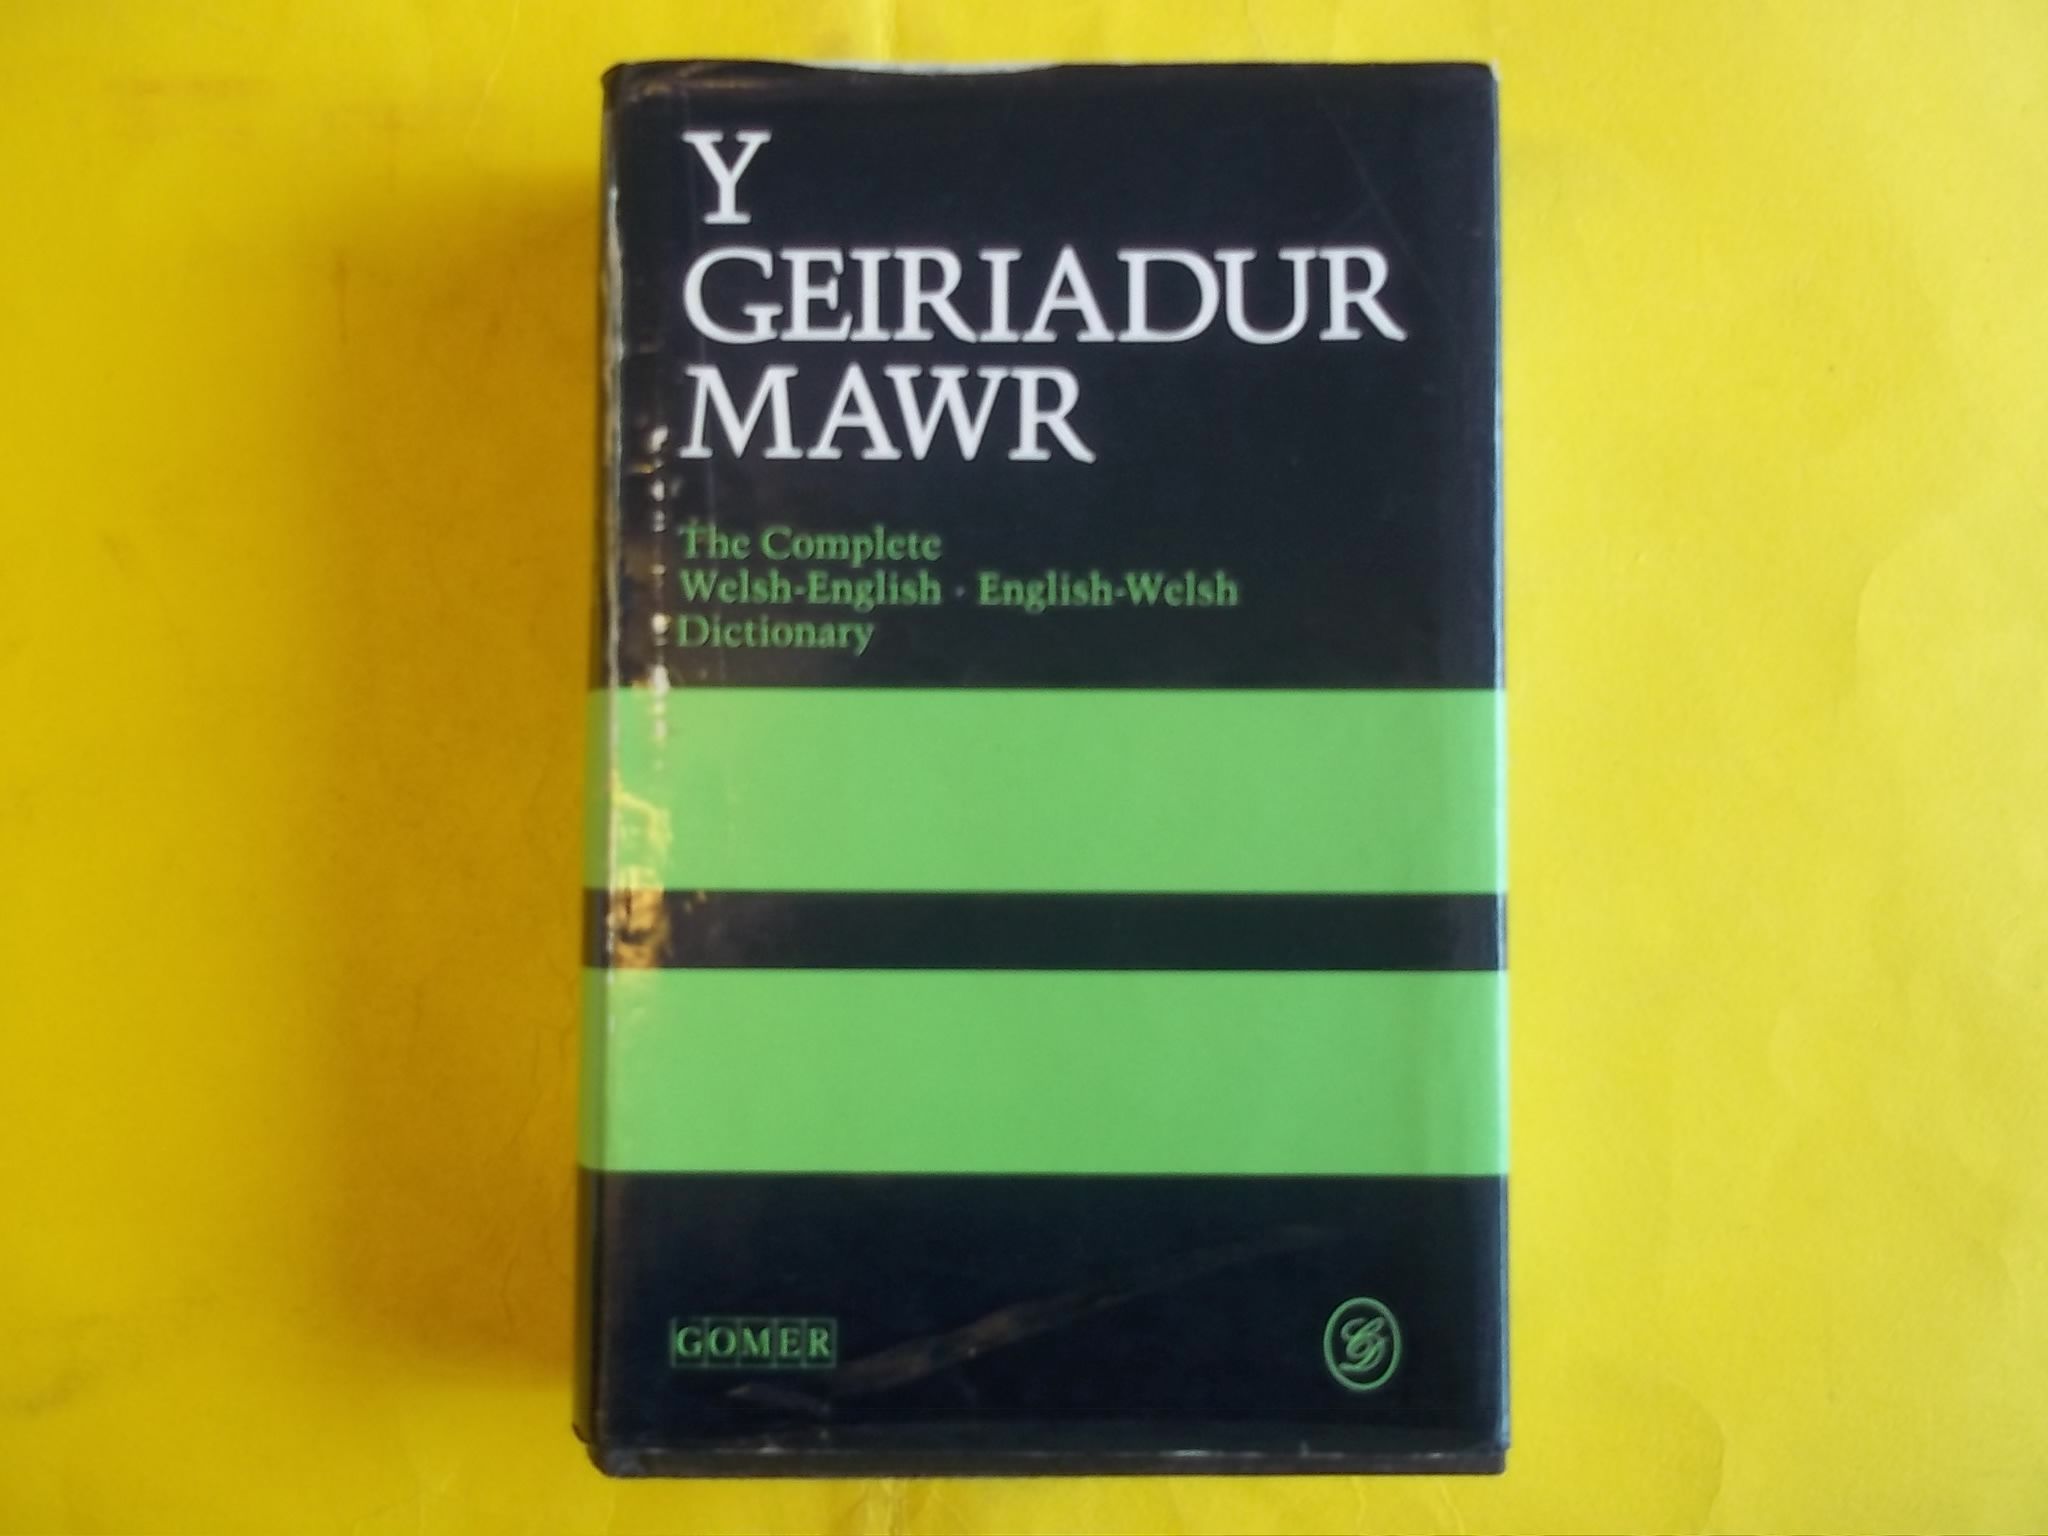 Y
GEIRIADUR
MAWR
The Complete
Welsh-English · English-Welsh
Dictionary
GOMER